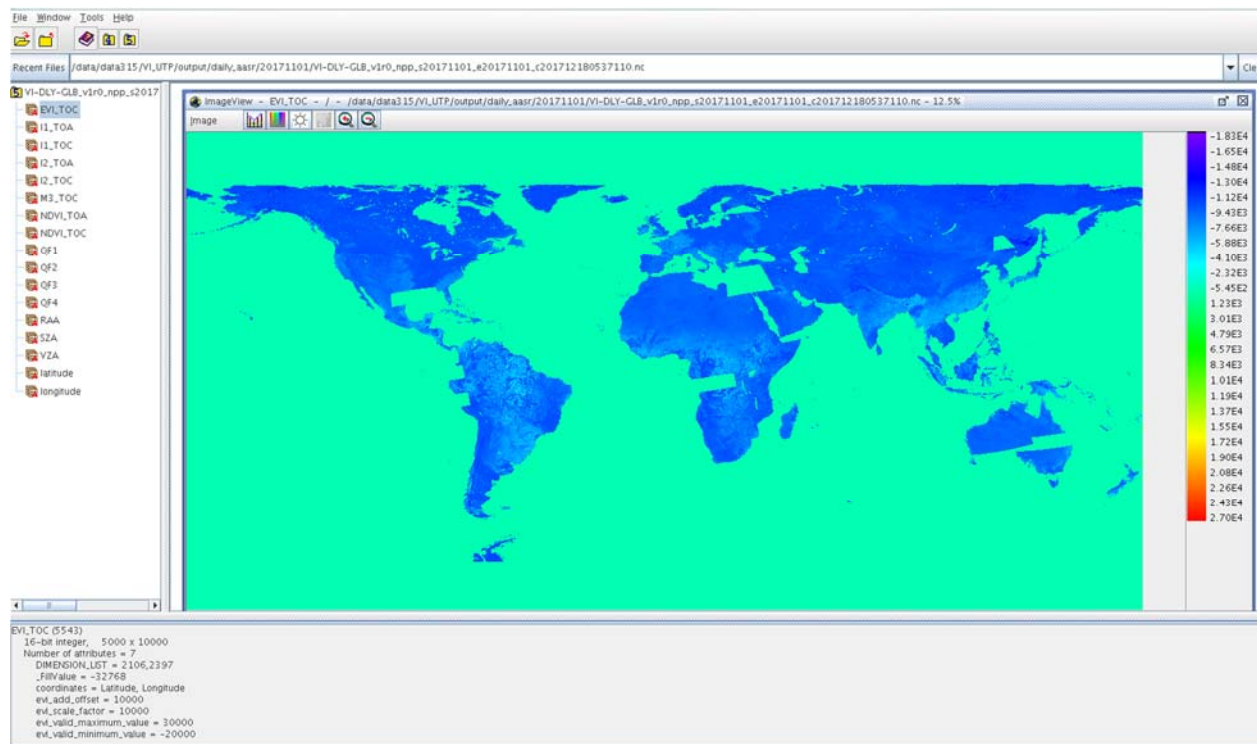 File Window Tools Help
Recent Files /data/data315/VI_UTP/output/daily_aasr/20171101/VI-DLY-GLB_v1r0_npp_s20171101_e20171101_c201712180537110.nc Cle
VI-DLY-GLB_v1r0_npp_s2017
EVI_TOC
I1_TOA
I1_TOC
I2_TOA
I2_TOC
M3_TOC
NDVI_TOA
NDVI_TOC
QF1
QF2
QF3
QF4
RAA
SZA
VZA
latitude
longitude
ImageView - EVI_TOC - / - /data/data315/VI_UTP/output/daily_aasr/20171101/VI-DLY-GLB_v1r0_npp_s20171101_e20171101_c201712180537110.nc - 12.5%
Image
-1.83E4
-1.65E4
-1.48E4
-1.30E4
-1.12E4
-9.43E3
-7.66E3
-5.88E3
-4.10E3
-2.32E3
-5.45E2
1.23E3
3.01E3
4.79E3
6.57E3
8.34E3
1.01E4
1.19E4
1.37E4
1.55E4
1.72E4
1.90E4
2.08E4
2.26E4
2.43E4
2.70E4
EVI_TOC (5543)
16-bit integer, 5000 x 10000
Number of attributes = 7
DIMENSION_LIST = 2106,2397
_FillValue = -32768
coordinates = Latitude, Longitude
evi_add_offset = 10000
evi_scale_factor = 10000
evi_valid_maximum_value = 30000
evi_valid_minimum_value = -20000